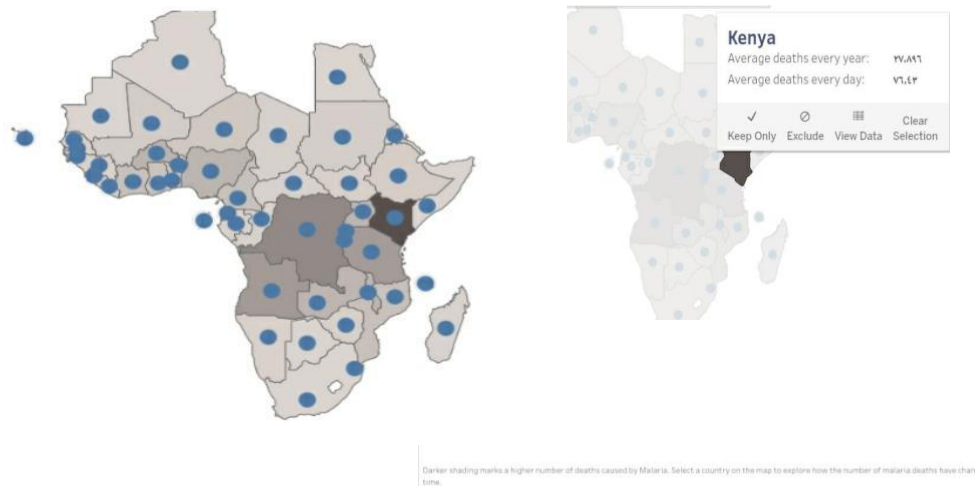 Kenya
Average deaths every year: ٢٧,٨٩٦
Average deaths every day: ٧٦,٤٣
Keep Only Exclude View Data Clear Selection
Darker shading marks a higher number of deaths caused by Malaria. Select a country on the map to explore how the number of malaria deaths have chan
time.